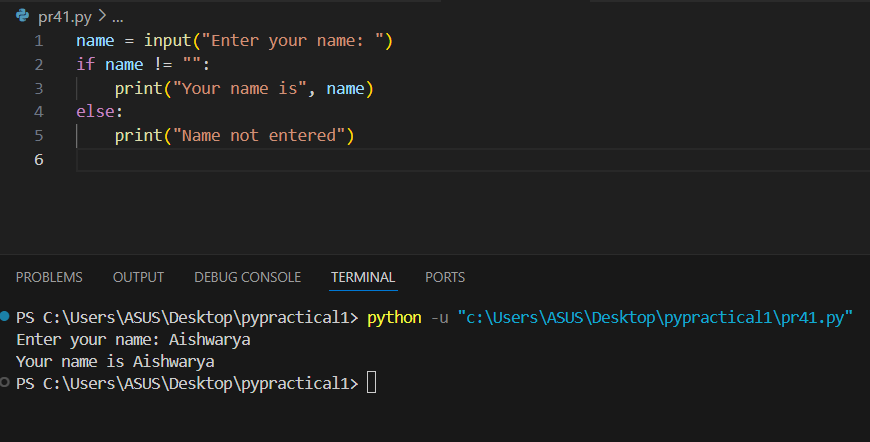 pr41.py > ...
1 name = input("Enter your name: ")
2 if name != "":
3     print("Your name is", name)
4 else:
5     print("Name not entered")
6
PROBLEMS OUTPUT DEBUG CONSOLE TERMINAL PORTS
PS C:\Users\ASUS\Desktop\pypractical1> python -u "c:\Users\ASUS\Desktop\pypractical1\pr41.py"
Enter your name: Aishwarya
Your name is Aishwarya
PS C:\Users\ASUS\Desktop\pypractical1>